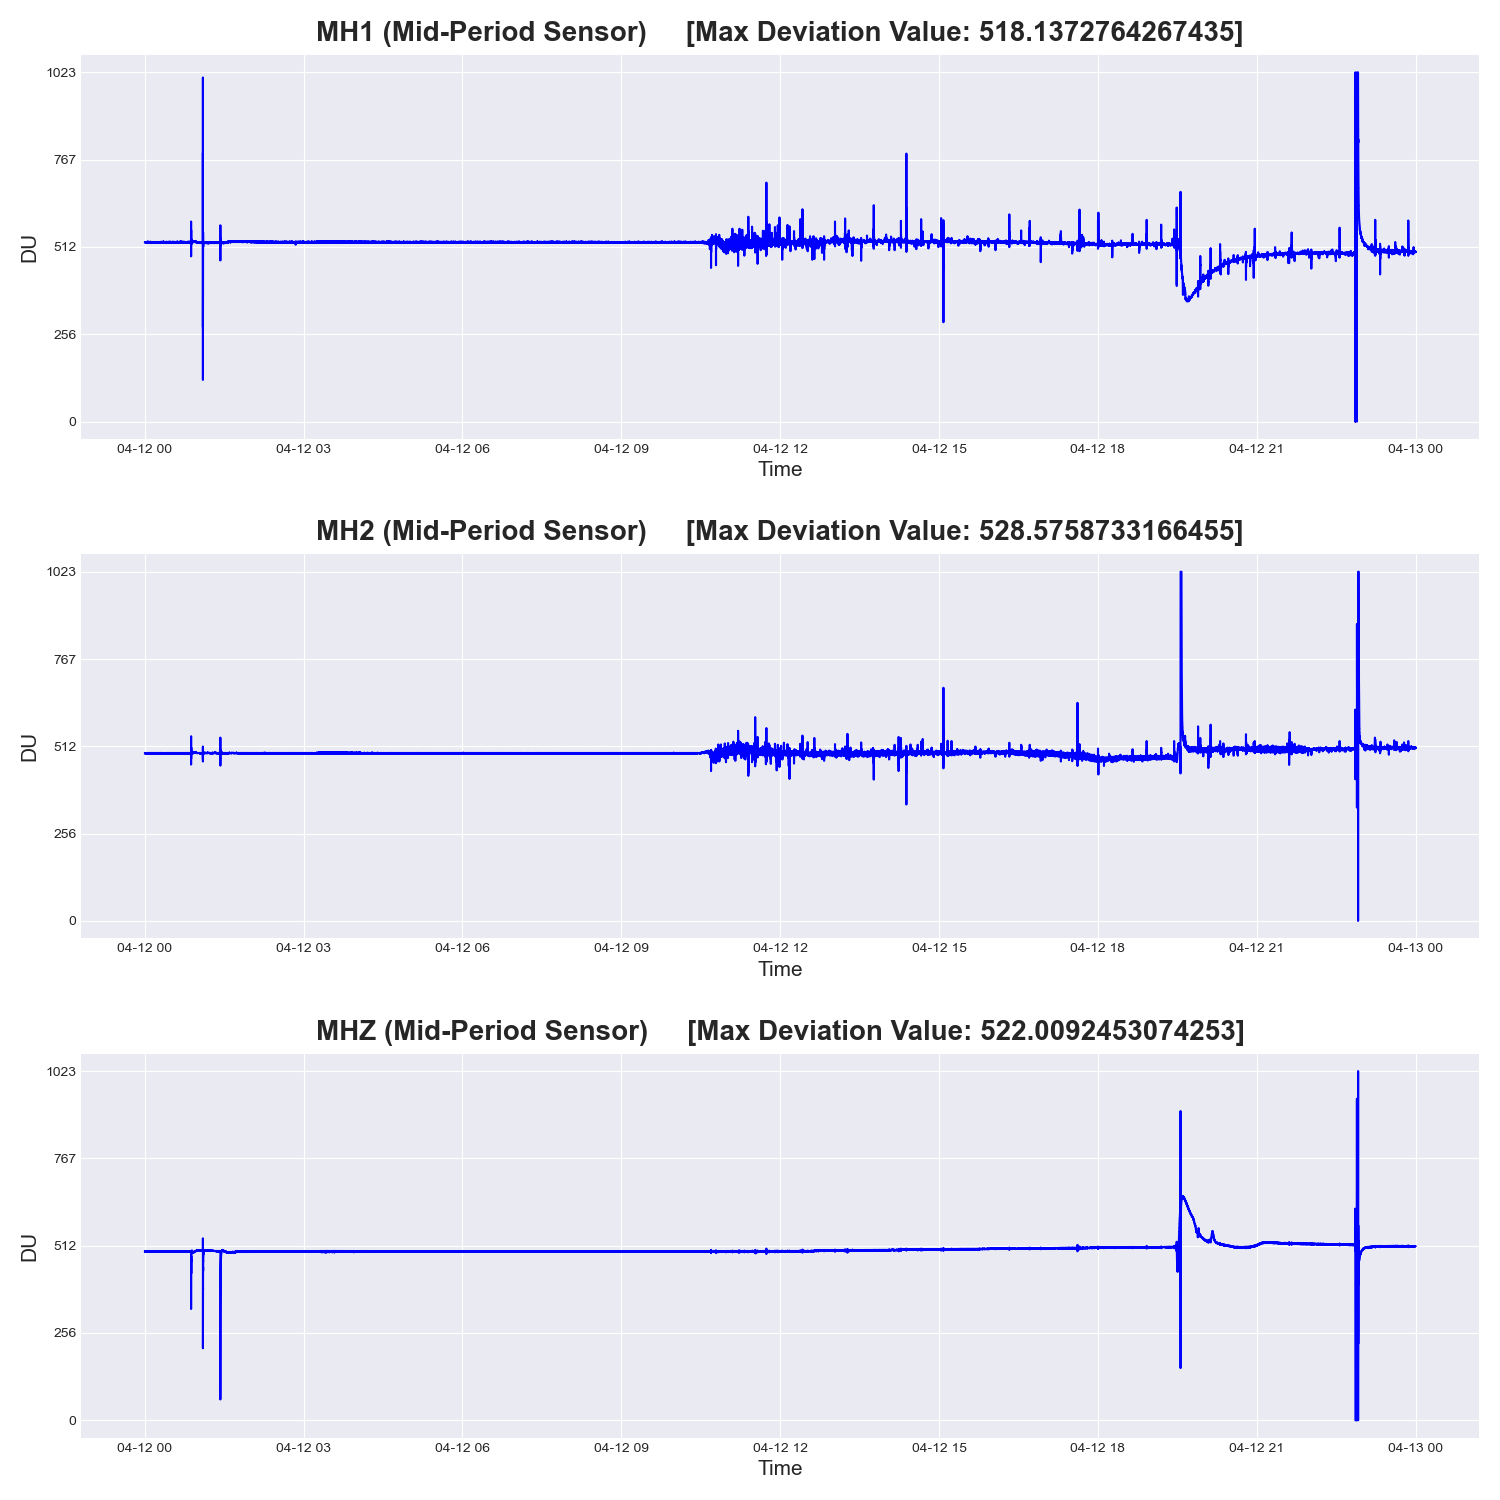 MH1 (Mid-Period Sensor) [Max Deviation Value: 518.1372764267435]
1023
767
512
256
0
DU
04-12 00 04-12 03 04-12 06 04-12 09 04-12 12 04-12 15 04-12 18 04-12 21 04-13 00
Time
MH2 (Mid-Period Sensor) [Max Deviation Value: 528.5758733166455]
1023
767
512
256
0
DU
04-12 00 04-12 03 04-12 06 04-12 09 04-12 12 04-12 15 04-12 18 04-12 21 04-13 00
Time
MHZ (Mid-Period Sensor) [Max Deviation Value: 522.0092453074253]
1023
767
512
256
0
DU
04-12 00 04-12 03 04-12 06 04-12 09 04-12 12 04-12 15 04-12 18 04-12 21 04-13 00
Time